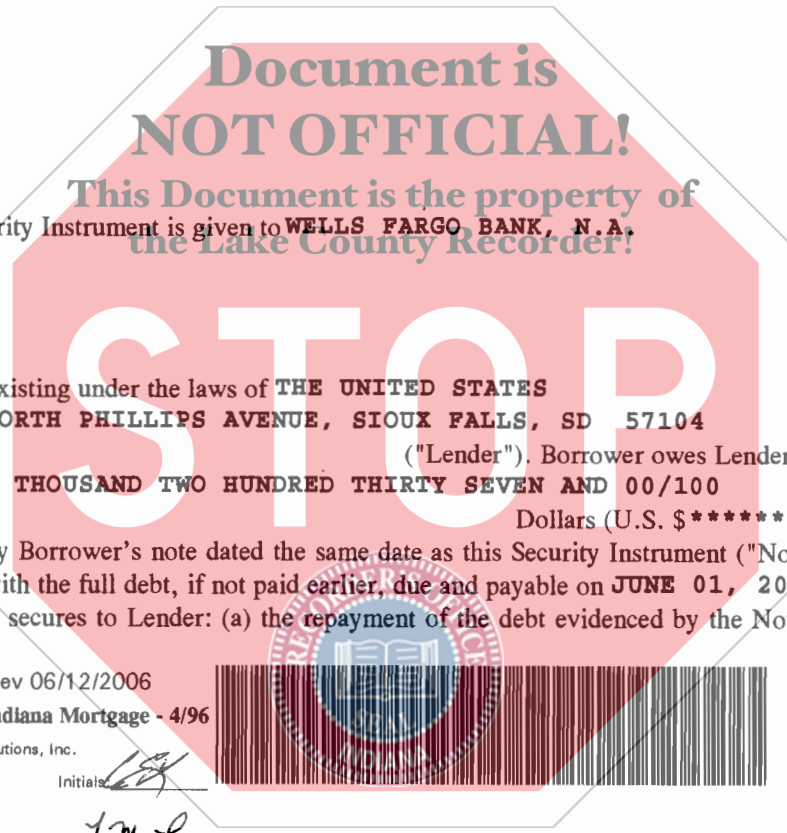 Document is
NOT OFFICIAL!
This Document is the property of
rity Instrument is given to WELLS FARGO BANK, N.A.
the Lake County Recorder!
STOP
xisting under the laws of THE UNITED STATES
ORTH PHILLIPS AVENUE, SIOUX FALLS, SD 57104
("Lender"). Borrower owes Lender
THOUSAND TWO HUNDRED THIRTY SEVEN AND 00/100
Dollars (U.S. $*******
y Borrower's note dated the same date as this Security Instrument ("No
ith the full debt, if not paid earlier, due and payable on JUNE 01, 20
secures to Lender: (a) the repayment of the debt evidenced by the No
RECORDER'S OFFICE
SEAL
INDIANA
ev 06/12/2006
ndiana Mortgage - 4/96
utions, Inc.
Initials